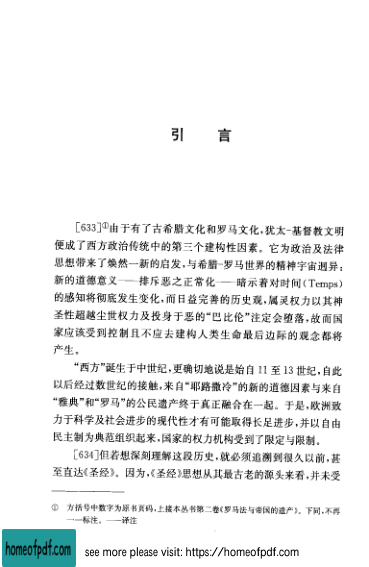 引 言
[633]①由于有了古希腊文化和罗马文化,犹太-基督教文明
便成了西方政治传统中的第三个建构性因素。它为政治及法律
思想带来了焕然一新的启发,与希腊-罗马世界的精神宇宙迥异:
新的道德意义——排斥恶之正常化——暗示着对时间(Temps)
的感知将彻底发生变化,而日益完善的历史观,属灵权力以其神
圣性超越尘世权力及投身于恶的“巴比伦”注定会堕落,故而国
家应该受到控制且不应去建构人类生命最后边际的观念都将
产生。
“西方”诞生于中世纪,更确切地说是始自 11 至 13 世纪,自此
以后经过数世纪的接触,来自“耶路撒冷”的新的道德因素与来自
“雅典”和“罗马”的公民遗产终于真正融合在一起。于是,欧洲致
力于科学及社会进步的现代性才有可能取得长足进步,并以自由
民主制为典范组织起来,国家的权力机构受到了限定与限制。
[634]但若想深刻理解这段历史,就必须追溯到很久以前,甚
至直达《圣经》。因为,《圣经》思想从其最古老的源头来看,并未受
① 方括号中数字为原书页码,上接本丛书第二卷《罗马法与帝国的遗产》。下同,不再
一一标注。——译注
homeofpdf.com
see more please visit: https://homeofpdf.com